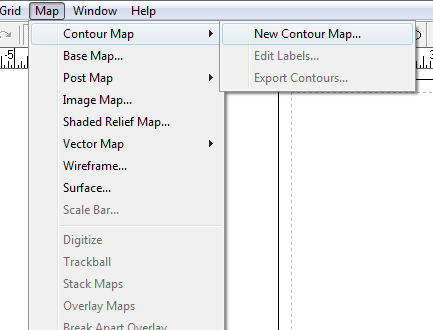 Grid Map Window Help
-5
Contour Map
Base Map...
Post Map
Image Map...
Shaded Relief Map...
Vector Map
Wireframe...
Surface...
Scale Bar...
Digitize
Trackball
Stack Maps
Overlay Maps
Break Apart Overlay
New Contour Map...
Edit Labels...
Export Contours...